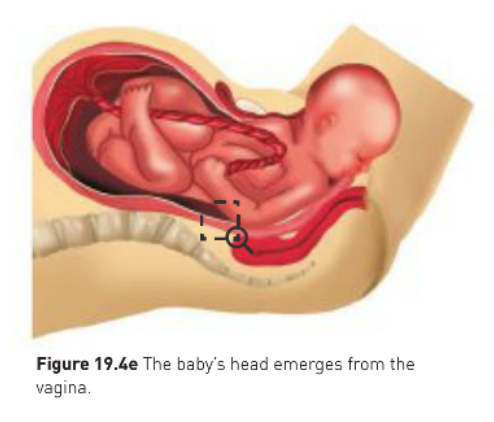 Figure 19.4e The baby's head emerges from the
vagina.